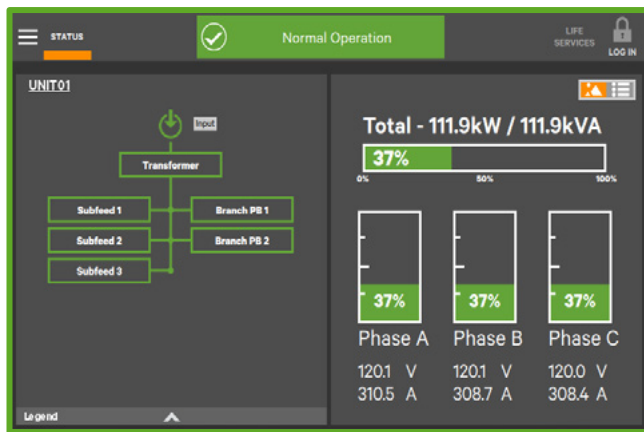 STATUS
Normal Operation
LIFE
SERVICES
LOG IN
UNIT01
Input
Transformer
Subfeed 1
Branch PB 1
Subfeed 2
Branch PB 2
Subfeed 3
Legend
Total - 111.9kW / 111.9kVA
37%
0% 50% 100%
37% 37% 37%
Phase A Phase B Phase C
120.1 V 120.1 V 120.0 V
310.5 A 308.7 A 308.4 A